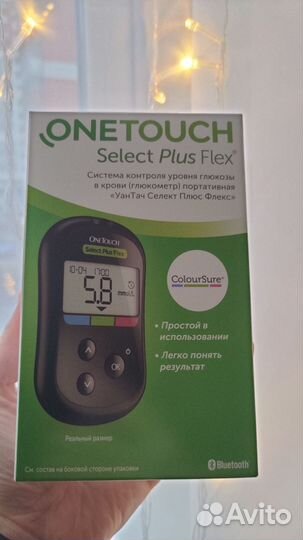 ONETOUCH
Select Plus Flex®
Система контроля уровня глюкозы
в крови (глюкометр) портативная
«УанТач Селект Плюс Флекс»
ONETOUCH
Select Plus Flex
10-04 17:00
5.8
mmol/L
OK
ColourSure®
• Простой в
использовании
• Легко понять
результат
Реальный размер
См. состав на боковой стороне упаковки
Bluetooth®
Avito